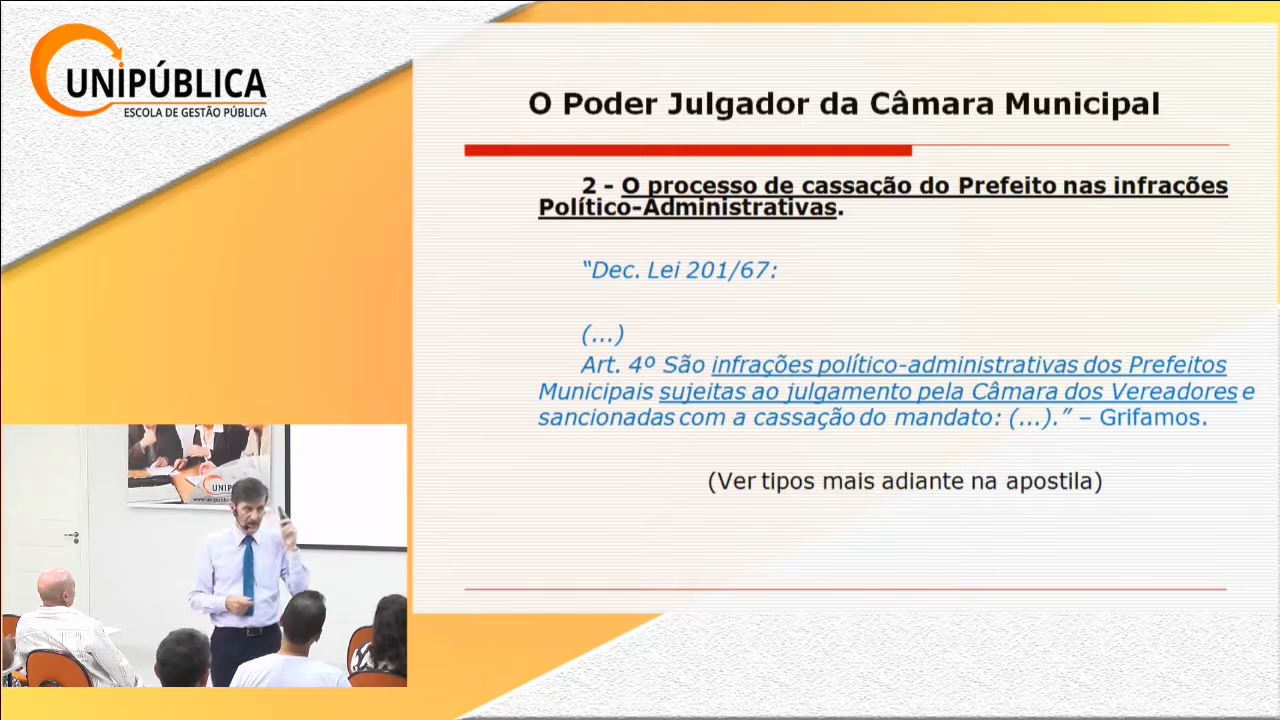 UNIPÚBLICA
ESCOLA DE GESTÃO PÚBLICA
O Poder Julgador da Câmara Municipal
2 - O processo de cassação do Prefeito nas infrações
Político-Administrativas.
“Dec. Lei 201/67:
(...)
Art. 4º São infrações político-administrativas dos Prefeitos
Municipais sujeitas ao julgamento pela Câmara dos Vereadores e
sancionadas com a cassação do mandato: (...).” – Grifamos.
(Ver tipos mais adiante na apostila)